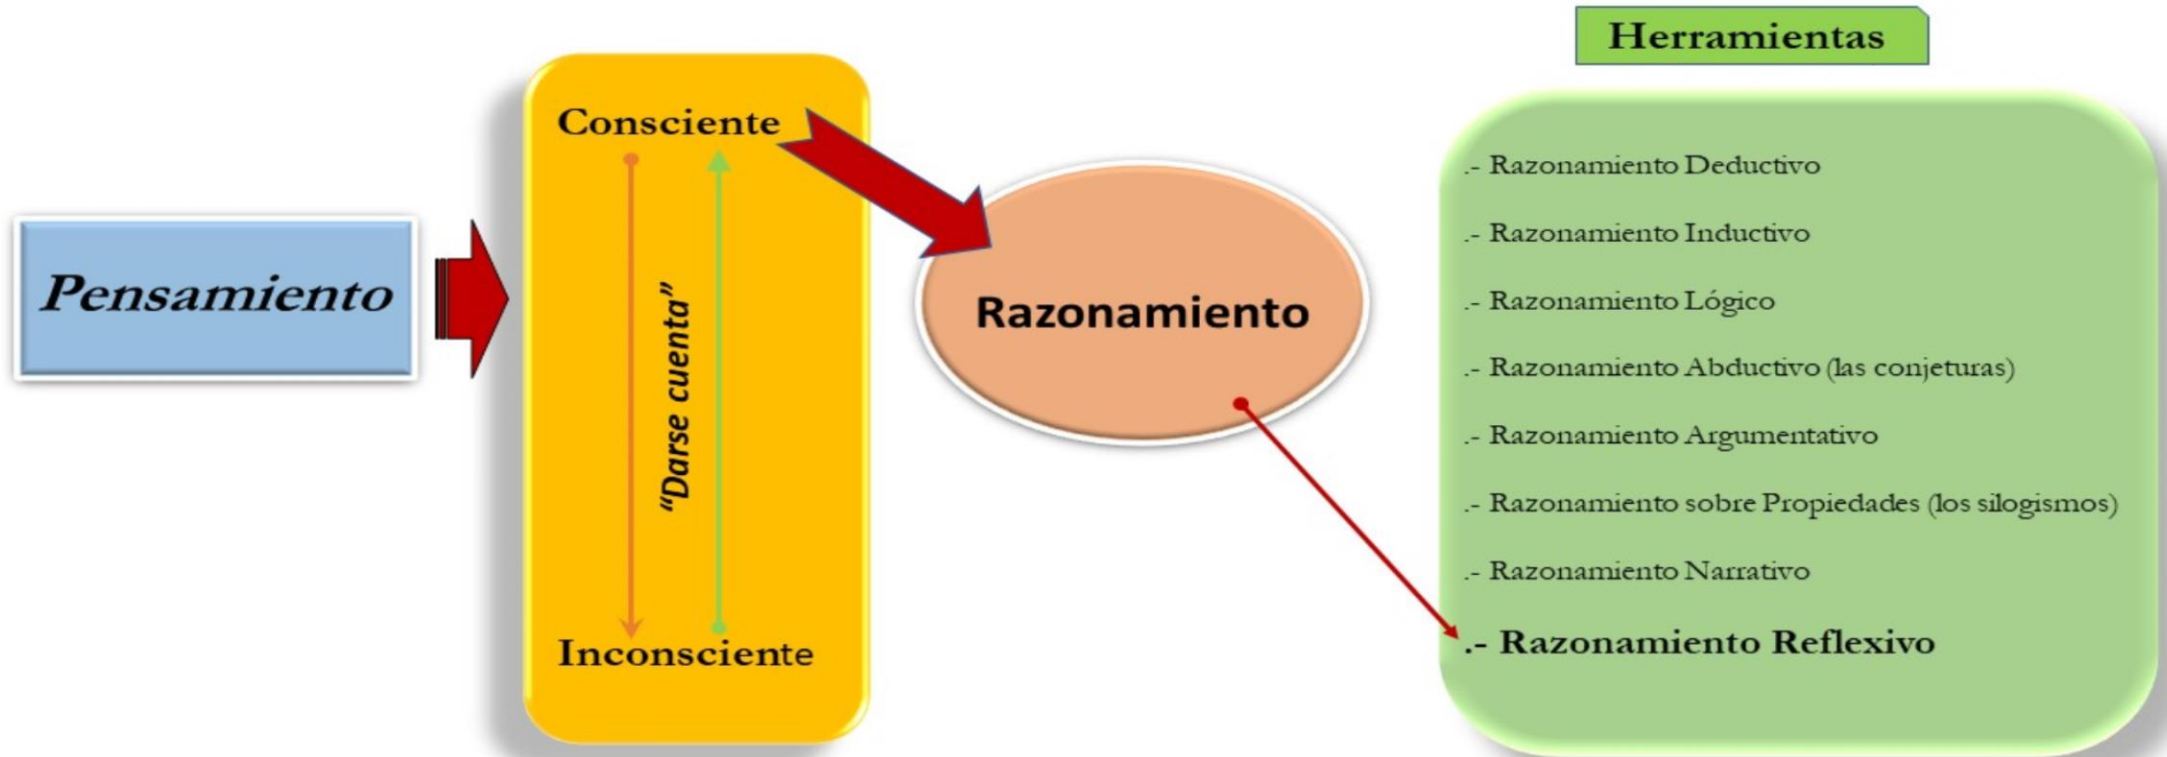 Pensamiento
Consciente
"Darse cuenta"
Inconsciente
Razonamiento
Herramientas
.- Razonamiento Deductivo
.- Razonamiento Inductivo
.- Razonamiento Lógico
.- Razonamiento Abductivo (las conjeturas)
.- Razonamiento Argumentativo
.- Razonamiento sobre Propiedades (los silogismos)
.- Razonamiento Narrativo
.- Razonamiento Reflexivo